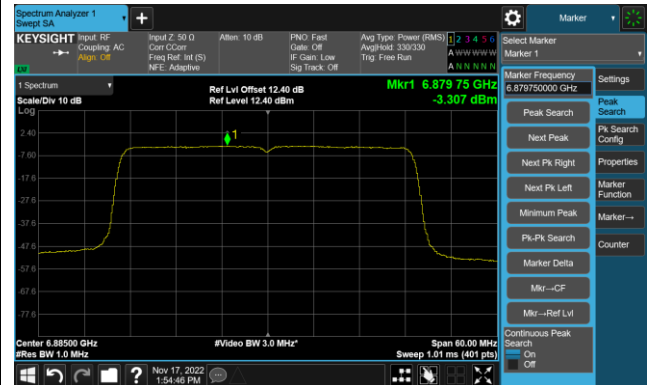 Spectrum Analyzer 1
Swept SA
Marker
KEYSIGHT
Input: RF
Coupling: AC
Align: Off
Input Z: 50 Ω
Corr CCorr
Freq Ref: Int (S)
NFE: Adaptive
Atten: 10 dB
PNO: Fast
Gate: Off
IF Gain: Low
Sig Track: Off
Avg Type: Power (RMS)
Avg|Hold: 330/330
Trig: Free Run
1 2 3 4 5 6
A W W W W W
A N N N N N
Select Marker
Marker 1
LXI
1 Spectrum
Scale/Div 10 dB
Log
Ref Lvl Offset 12.40 dB
Ref Level 12.40 dBm
Mkr1 6.879 75 GHz
-3.307 dBm
1
2.40
-7.60
-17.6
-27.6
-37.6
-47.6
-57.6
-67.6
-77.6
Center 6.88500 GHz
#Res BW 1.0 MHz
#Video BW 3.0 MHz*
Span 60.00 MHz
Sweep 1.01 ms (401 pts)
Marker Frequency
6.879750000 GHz
Peak Search
Next Peak
Next Pk Right
Next Pk Left
Minimum Peak
Pk-Pk Search
Marker Delta
Mkr→CF
Mkr→Ref Lvl
Continuous Peak
Search
On
Off
Settings
Peak
Search
Pk Search
Config
Properties
Marker
Function
Marker→
Counter
?
Nov 17, 2022
1:54:46 PM